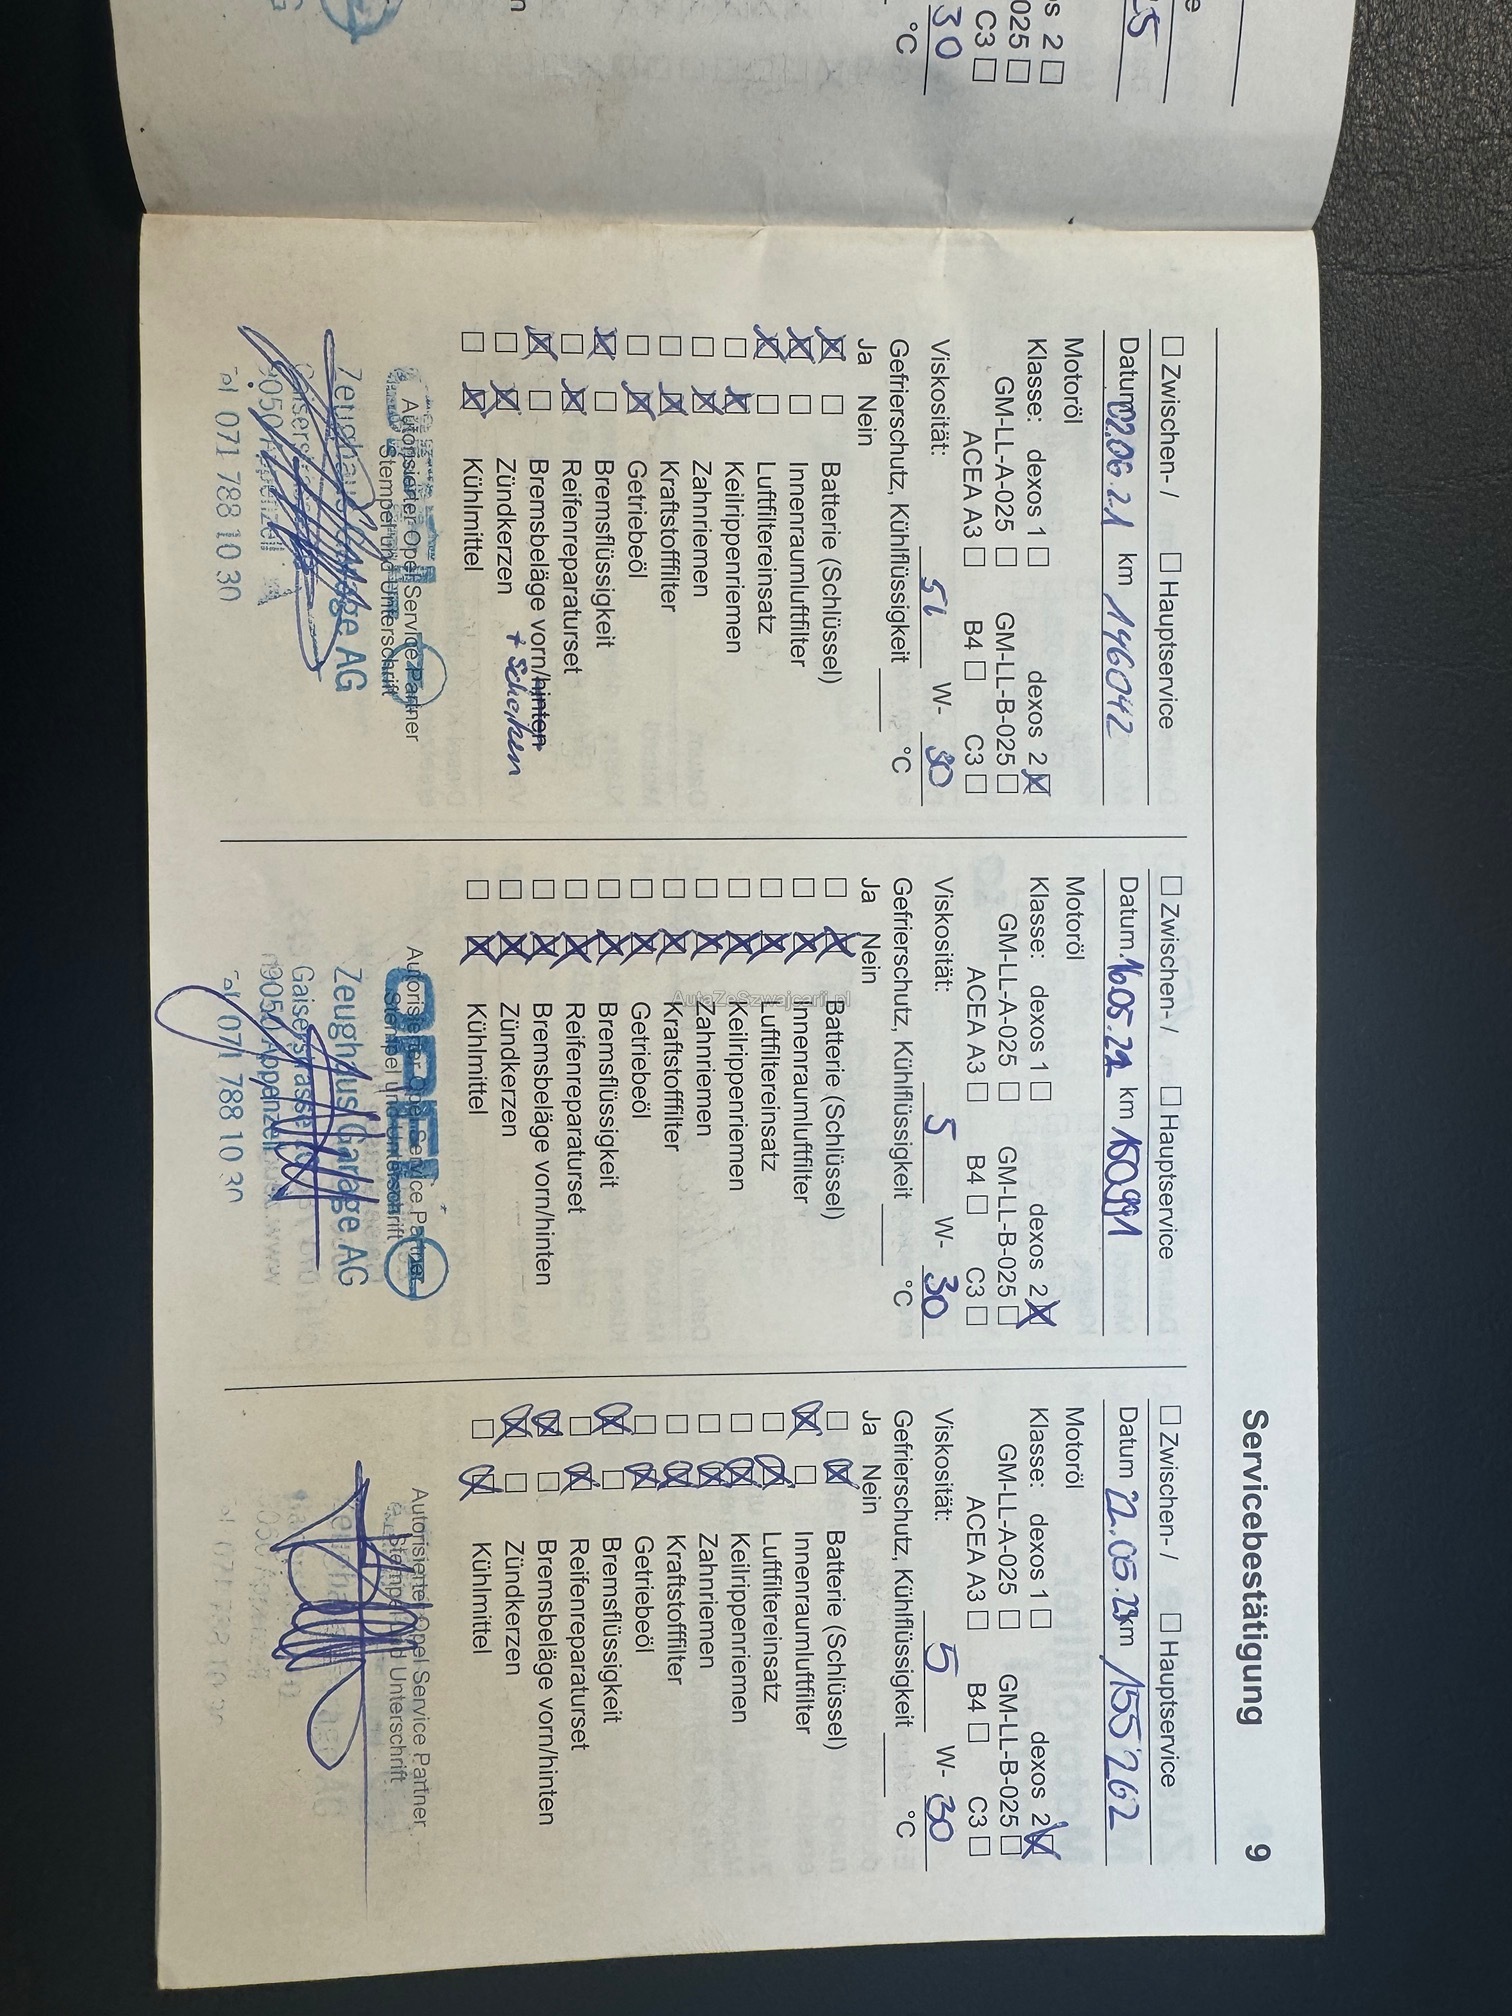 Servicebestätigung 9
☐ Zwischen- / ☐ Hauptservice
Datum 02.06.21 km 146042
Motoröl
Klasse: dexos 1 ☐ dexos 2 ☒
GM-LL-A-025 ☐ GM-LL-B-025 ☐
ACEA A3 ☐ B4 ☐ C3 ☐
Viskosität: W- 30
Gefrierschutz, Kühlflüssigkeit °C
Ja Nein
☒ ☐ Batterie (Schlüssel)
☒ ☐ Innenraumluftfilter
☒ ☐ Luftfiltereinsatz
☐ ☒ Keilrippenriemen
☐ ☒ Zahnriemen
☐ ☒ Kraftstofffilter
☐ ☒ Getriebeöl
☒ ☐ Bremsflüssigkeit
☐ ☒ Reifenreparaturset
☒ ☐ Bremsbeläge vorn/hinten
☐ ☒ Zündkerzen
☐ ☒ Kühlmittel
Autorisierter Opel Service Partner
Stempel und Unterschrift
Zeughaus Garage AG
9050 Appenzell
071 788 10 30
☐ Zwischen- / ☐ Hauptservice
Datum 16.05.22 km 150991
Motoröl
Klasse: dexos 1 ☐ dexos 2 ☒
GM-LL-A-025 ☐ GM-LL-B-025 ☐
ACEA A3 ☐ B4 ☐ C3 ☐
Viskosität: 5 W- 30
Gefrierschutz, Kühlflüssigkeit °C
Ja Nein
☐ ☒ Batterie (Schlüssel)
☐ ☒ Innenraumluftfilter
☐ ☒ Luftfiltereinsatz
☐ ☒ Keilrippenriemen
☐ ☒ Zahnriemen
☐ ☒ Kraftstofffilter
☐ ☒ Getriebeöl
☐ ☒ Bremsflüssigkeit
☐ ☒ Reifenreparaturset
☐ ☒ Bremsbeläge vorn/hinten
☐ ☒ Zündkerzen
☐ ☒ Kühlmittel
OPEL
Autorisierter Opel Service Partner
Stempel und Unterschrift
Zeughaus Garage AG
9050 Appenzell
071 788 10 30
☐ Zwischen- / ☐ Hauptservice
Datum 22.05.23 km 155262
Motoröl
Klasse: dexos 1 ☐ dexos 2 ☒
GM-LL-A-025 ☐ GM-LL-B-025 ☐
ACEA A3 ☐ B4 ☐ C3 ☐
Viskosität: 5 W- 30
Gefrierschutz, Kühlflüssigkeit °C
Ja Nein
☐ ☒ Batterie (Schlüssel)
☒ ☐ Innenraumluftfilter
☐ ☒ Luftfiltereinsatz
☐ ☒ Keilrippenriemen
☐ ☒ Zahnriemen
☐ ☒ Kraftstofffilter
☐ ☒ Getriebeöl
☒ ☐ Bremsflüssigkeit
☐ ☒ Reifenreparaturset
☒ ☐ Bremsbeläge vorn/hinten
☒ ☐ Zündkerzen
☐ ☒ Kühlmittel
Autorisierter Opel Service Partner
Stempel und Unterschrift
AutaZeSzwajcarii.pl